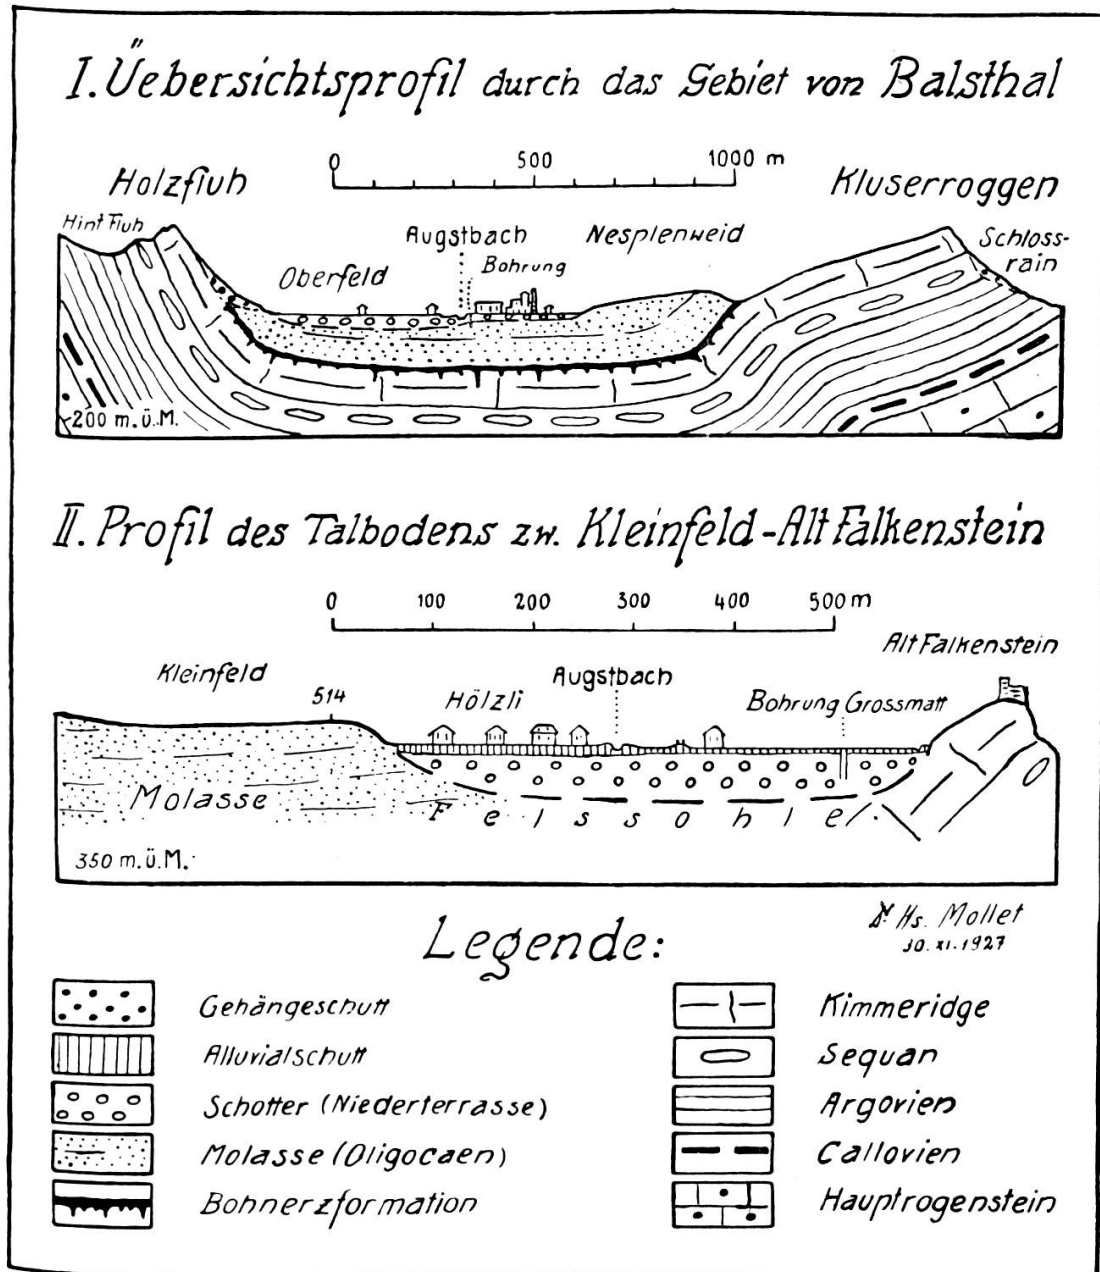 I. Üebersichtsprofil durch das Gebiet von Balsthal
0 500 1000 m
Holzfluh Kluserroggen
Hint Fluh Augstbach Nesplenweid Schloss-
rain
Oberfeld Bohrung
200 m.ü.M.
II. Profil des Talbodens zw. Kleinfeld-Alt Falkenstein
0 100 200 300 400 500 m
Alt Falkenstein
Kleinfeld 514 Hölzli Augstbach Bohrung Grossmatt
Molasse
Felssohle
350 m.ü.M.
Dr. Hs. Mollet
30. XI. 1927
Legende:
Gehängeschutt Kimmeridge
Alluvialschutt Sequan
Schotter (Niederterrasse) Argovien
Molasse (Oligocaen) Callovien
Bohnerzformation Hauptrogenstein